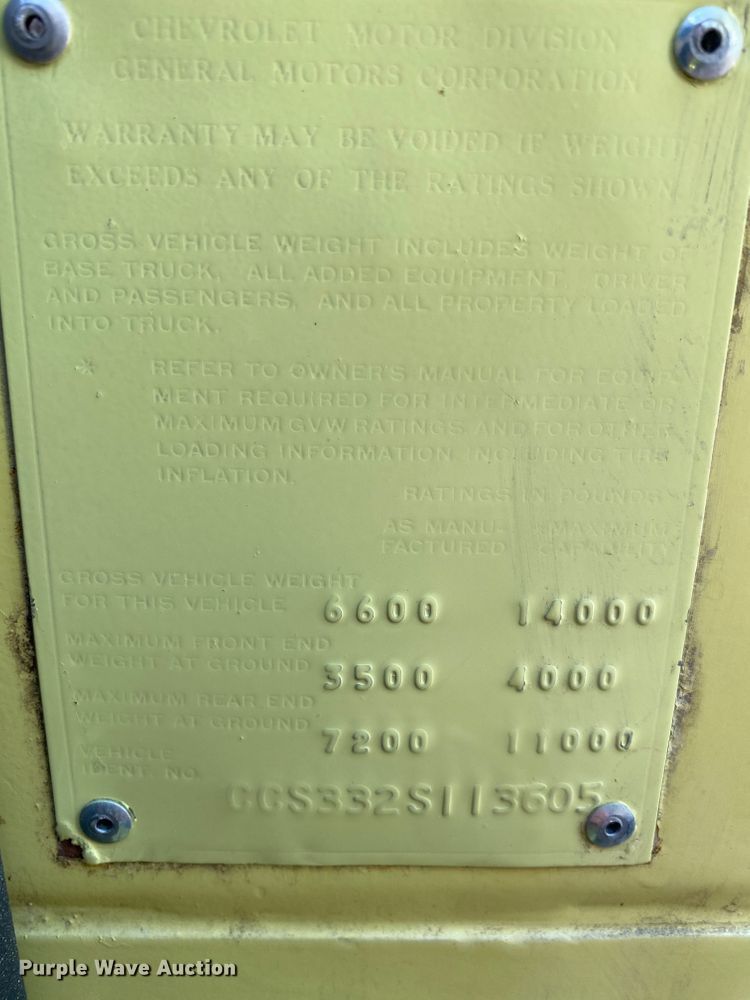 CHEVROLET MOTOR DIVISION
GENERAL MOTORS CORPORATION
WARRANTY MAY BE VOIDED IF WEIGHT
EXCEEDS ANY OF THE RATINGS SHOWN
GROSS VEHICLE WEIGHT INCLUDES WEIGHT OF
BASE TRUCK, ALL ADDED EQUIPMENT, DRIVER
AND PASSENGERS, AND ALL PROPERTY LOADED
INTO TRUCK.
* REFER TO OWNER'S MANUAL FOR EQUIP-
MENT REQUIRED FOR INTERMEDIATE OR
MAXIMUM GVW RATINGS AND FOR OTHER
LOADING INFORMATION INCLUDING TIRE
INFLATION.
RATINGS IN POUNDS
AS MANU- MAXIMUM*
FACTURED CAPABILITY
GROSS VEHICLE WEIGHT
FOR THIS VEHICLE 6600 14000
MAXIMUM FRONT END
WEIGHT AT GROUND 3500 4000
MAXIMUM REAR END
WEIGHT AT GROUND 7200 11000
VEHICLE
IDENT. NO. CCS332S113605
Purple Wave Auction